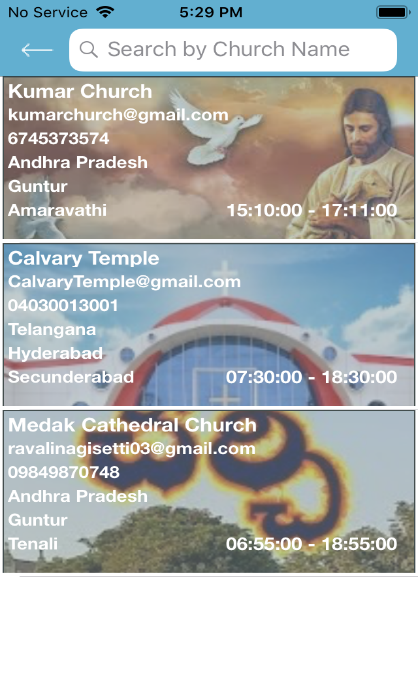 No Service 5:29 PM
Search by Church Name
Kumar Church
kumarchurch@gmail.com
6745373574
Andhra Pradesh
Guntur
Amaravathi 15:10:00 - 17:11:00
Calvary Temple
CalvaryTemple@gmail.com
04030013001
Telangana
Hyderabad
Secunderabad 07:30:00 - 18:30:00
Medak Cathedral Church
ravalinagisetti03@gmail.com
09849870748
Andhra Pradesh
Guntur
Tenali 06:55:00 - 18:55:00